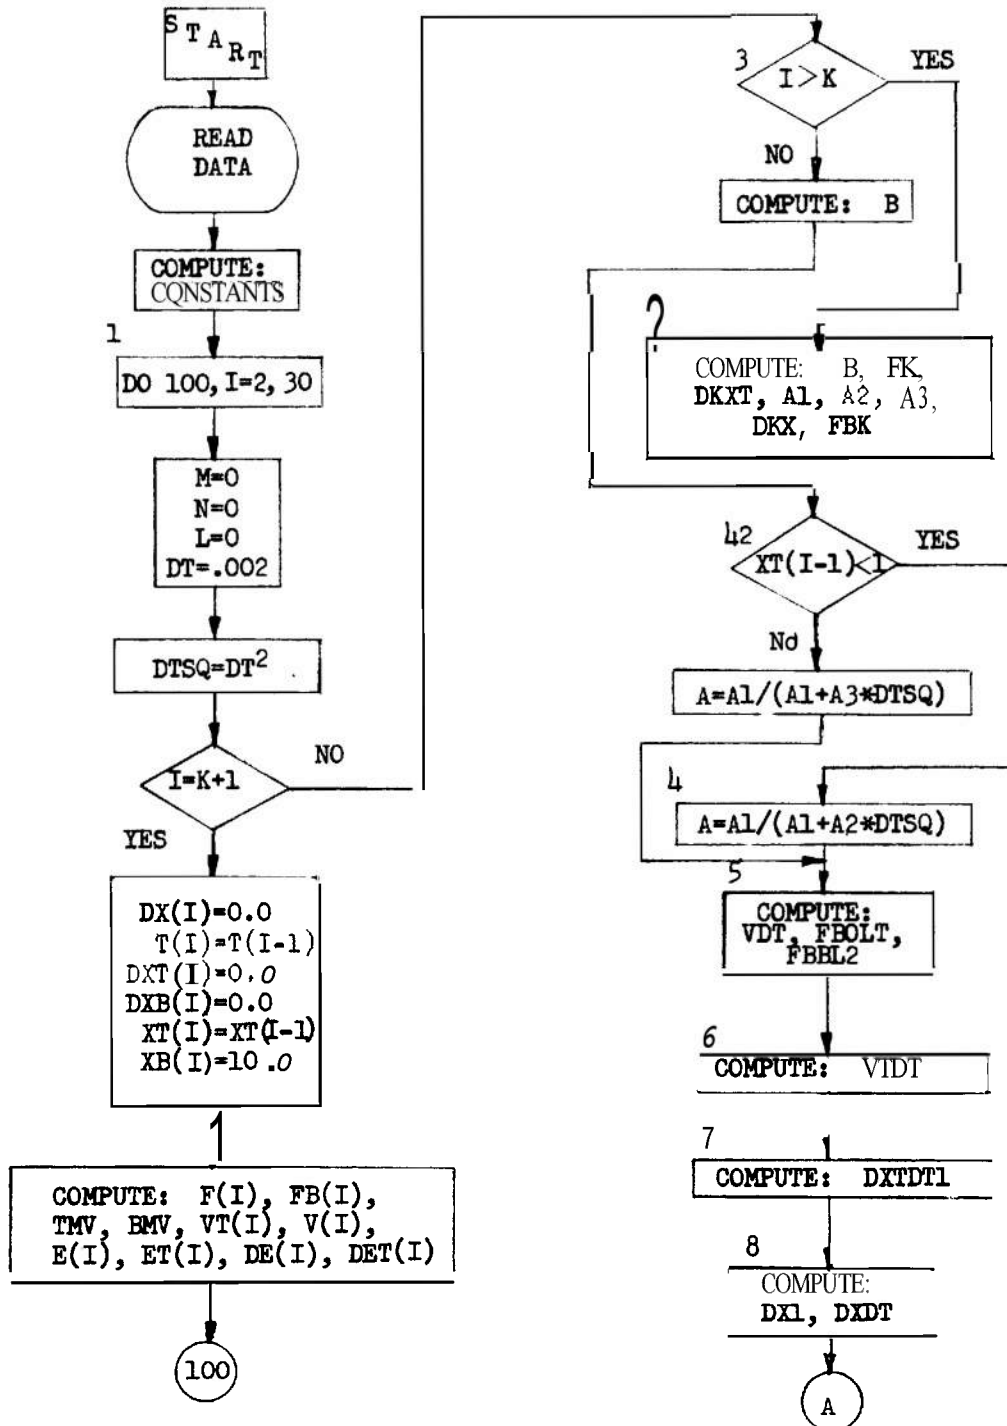 START
READ
DATA
COMPUTE:
CQNSTANTS
1
DO 100, I=2, 30
M=0
N=0
L=0
DT=.002
DTSQ=DT²
I=K+1
NO
YES
DX(I)=0.0
T(I)=T(I-1)
DXT(I)=0.0
DXB(I)=0.0
XT(I)=XT(I-1)
XB(I)=10.0
COMPUTE: F(I), FB(I),
TMV, BMV, VT(I), V(I),
E(I), ET(I), DE(I), DET(I)
100
3
I>K
YES
NO
COMPUTE: B
?
COMPUTE: B, FK,
DKXT, A1, A2, A3,
DKX, FBK
42
XT(I-1)<1
YES
No
A=A1/(A1+A3*DTSQ)
4
A=A1/(A1+A2*DTSQ)
5
COMPUTE:
VDT, FBOLT,
FBBL2
6
COMPUTE: VTDT
7
COMPUTE: DXTDT1
8
COMPUTE:
DX1, DXDT
A